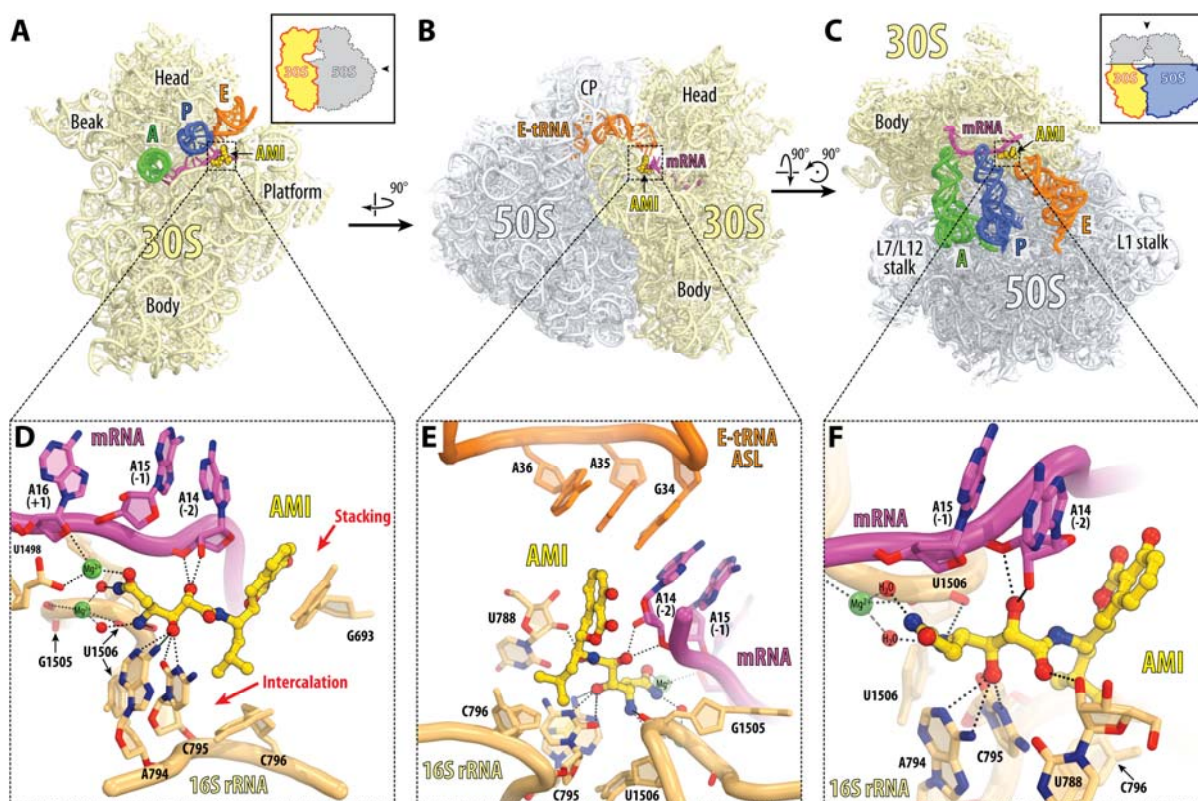 A
Head
Beak
E
P
A
AMI
Platform
30S
Body
30S
50S
90°
B
CP
Head
E-tRNA
mRNA
AMI
50S
30S
Body
90°
90°
C
30S
Body
mRNA
AMI
L7/L12
stalk
A
P
E
L1 stalk
50S
30S
50S
D
mRNA
A16
(+1)
A15
(-1)
A14
(-2)
AMI
Stacking
U1498
Mg2+
Mg2+
G1505
U1506
G693
Intercalation
C795
C796
A794
16S rRNA
E
E-tRNA
ASL
A36
A35
G34
AMI
U788
A14
(-2)
A15
(-1)
mRNA
Mg2+
C796
G1505
16S rRNA
C795
U1506
F
mRNA
A15
(-1)
A14
(-2)
U1506
Mg2+
H2O
H2O
AMI
U1506
A794
C795
U788
C796
16S rRNA